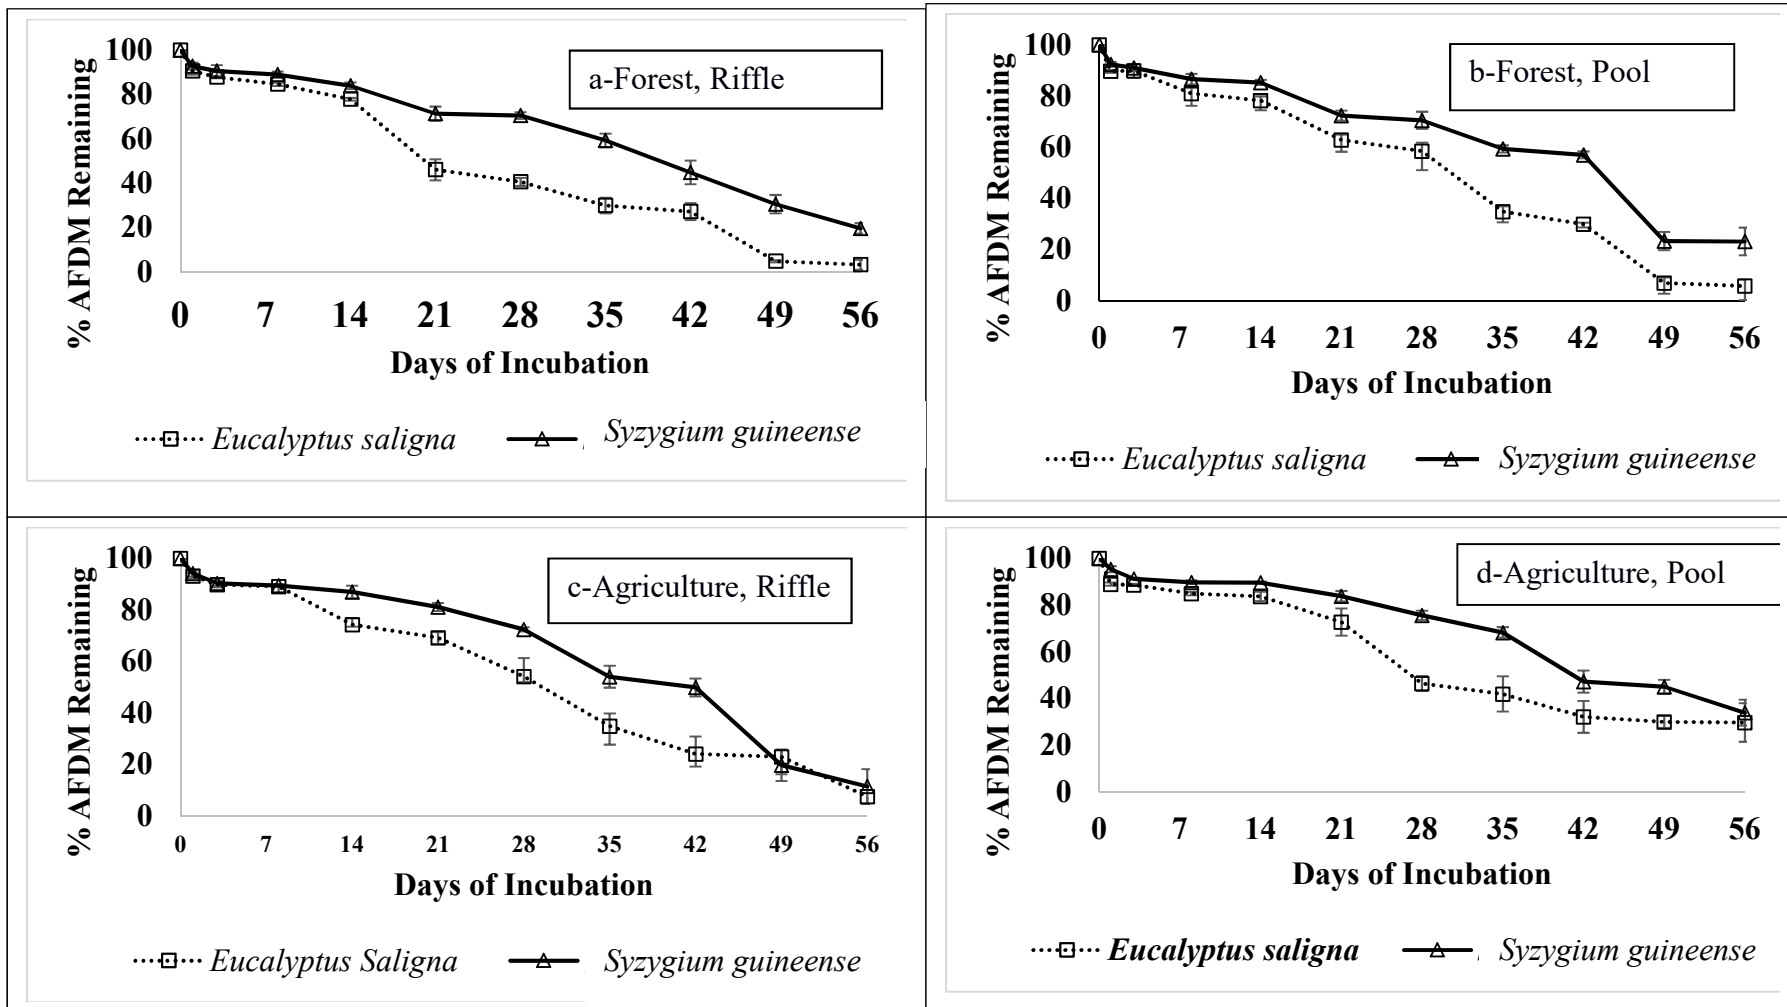 % AFDM Remaining
100
80
60
40
20
0
a-Forest, Riffle
0 7 14 21 28 35 42 49 56
Days of Incubation
Eucalyptus saligna Syzygium guineense
% AFDM Remaining
100
80
60
40
20
0
b-Forest, Pool
0 7 14 21 28 35 42 49 56
Days of Incubation
Eucalyptus saligna Syzygium guineense
% AFDM Remaining
100
80
60
40
20
0
c-Agriculture, Riffle
0 7 14 21 28 35 42 49 56
Days of Incubation
Eucalyptus Saligna Syzygium guineense
% AFDM Remaining
100
80
60
40
20
0
d-Agriculture, Pool
0 7 14 21 28 35 42 49 56
Days of Incubation
Eucalyptus saligna Syzygium guineense